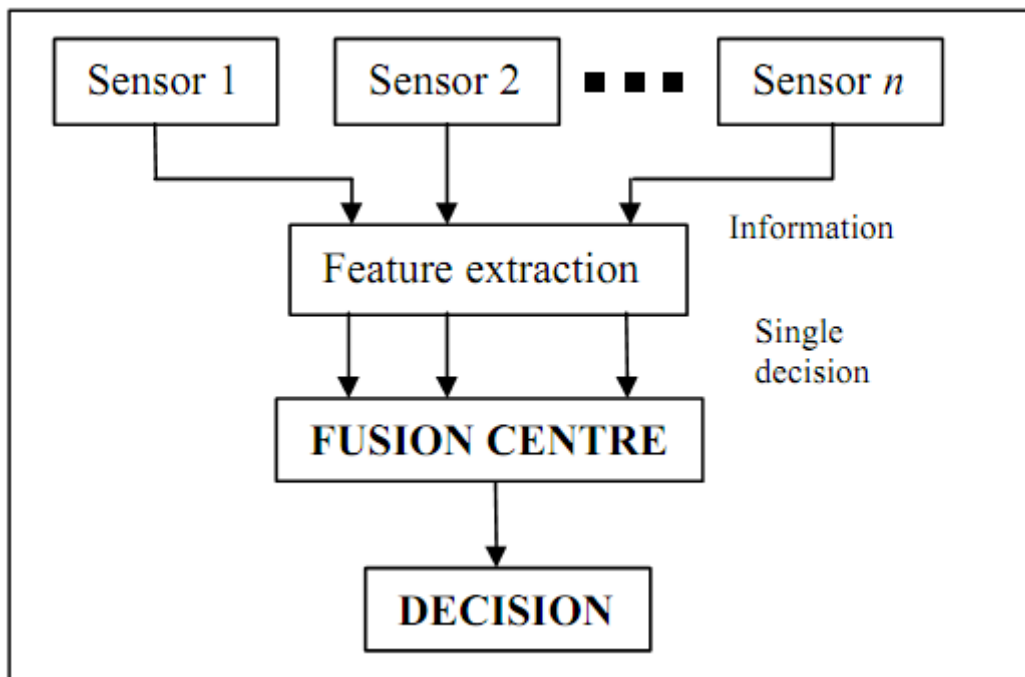 Sensor 1
Sensor 2
Sensor n
Information
Feature extraction
Single
decision
FUSION CENTRE
DECISION